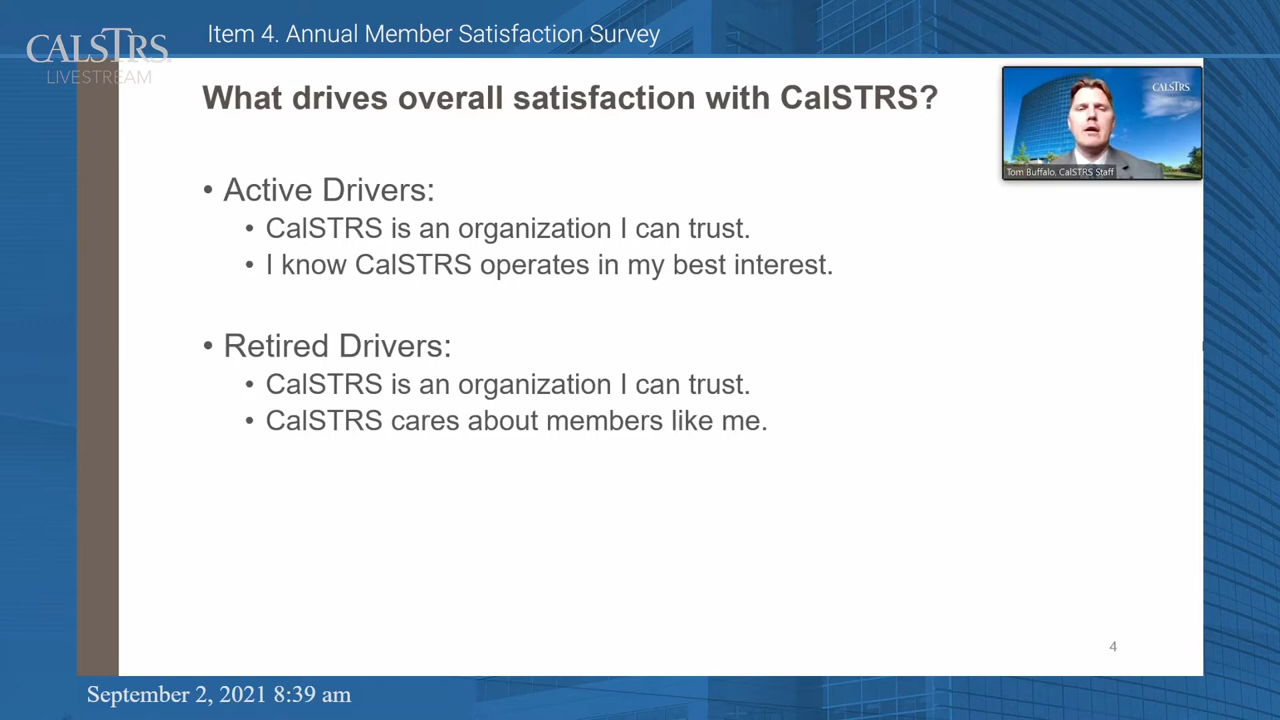 Item 4. Annual Member Satisfaction Survey
CALSTRS
LIVESTREAM
What drives overall satisfaction with CalSTRS?
CALSTRS
Tom Buffalo, CalSTRS Staff
• Active Drivers:
• CalSTRS is an organization I can trust.
• I know CalSTRS operates in my best interest.
• Retired Drivers:
• CalSTRS is an organization I can trust.
• CalSTRS cares about members like me.
4
September 2, 2021 8:39 am